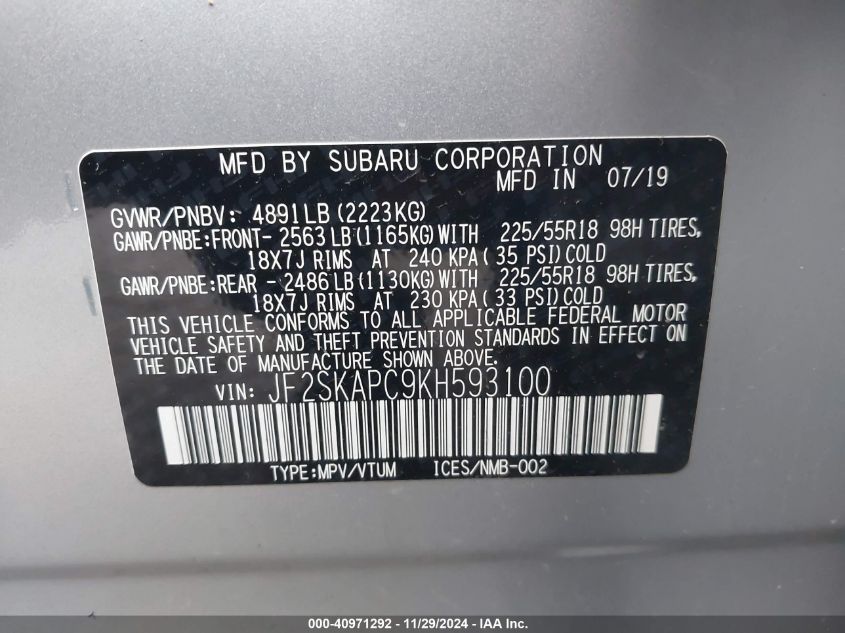 MFD BY SUBARU CORPORATION
MFD IN 07/19
GVWR/PNBV: 4891LB(2223KG)
GAWR/PNBE:FRONT- 2563LB(1165KG)WITH 225/55R18 98H TIRES,
18X7J RIMS AT 240 KPA( 35 PSI)COLD
GAWR/PNBE:REAR - 2486LB(1130KG)WITH 225/55R18 98H TIRES,
18X7J RIMS AT 230 KPA( 33 PSI)COLD
THIS VEHICLE CONFORMS TO ALL APPLICABLE FEDERAL MOTOR
VEHICLE SAFETY AND THEFT PREVENTION STANDARDS IN EFFECT ON
THE DATE OF MANUFACTURE SHOWN ABOVE.
VIN: JF2SKAPC9KH593100
TYPE:MPV/VTUM ICES/NMB-002
000-40971292 - 11/29/2024 - IAA Inc.